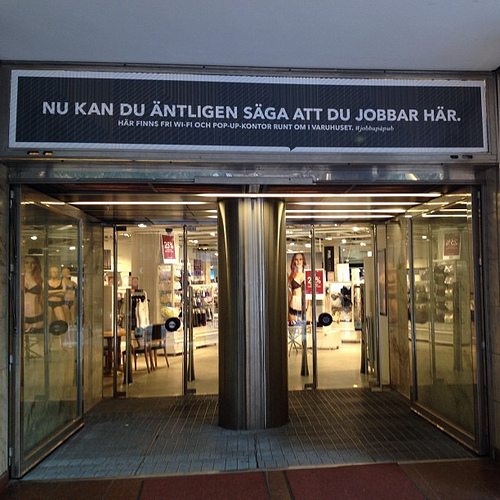 NU KAN DU ÄNTLIGEN SÄGA ATT DU JOBBAR HÄR.
HÄR FINNS FRI WI-FI OCH POP-UP-KONTOR RUNT OM I VARUHUSET. #jobbapåpub